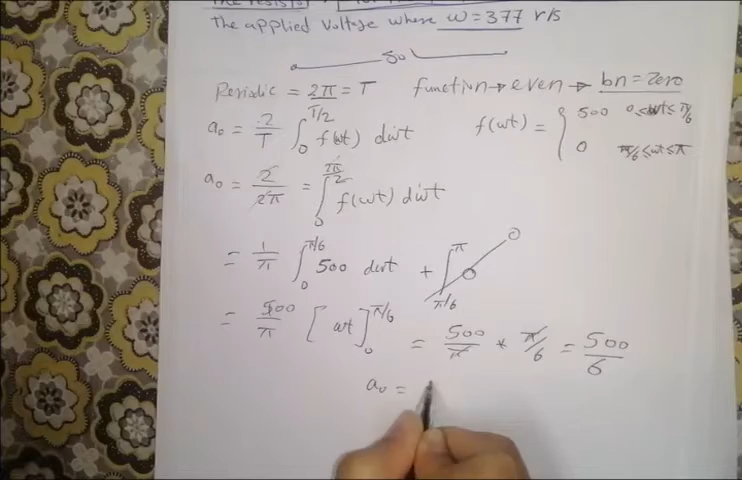 the applied voltage where ω = 377 r/s
So
Periodic = 2π = T function → even → bn = Zero
a₀ = 2/T ∫₀^T/2 f(ωt) dωt f(ωt) = { 500 0 ≤ ωt ≤ π/6
0 π/6 ≤ ωt ≤ π
a₀ = 2/2π = ∫₀^2π/2 f(ωt) dωt
= 1/π ∫₀^π/6 500 dωt + ∫_π/6^π 0
= 500/π [ωt]₀^π/6 = 500/π * π/6 = 500/6
a₀ =